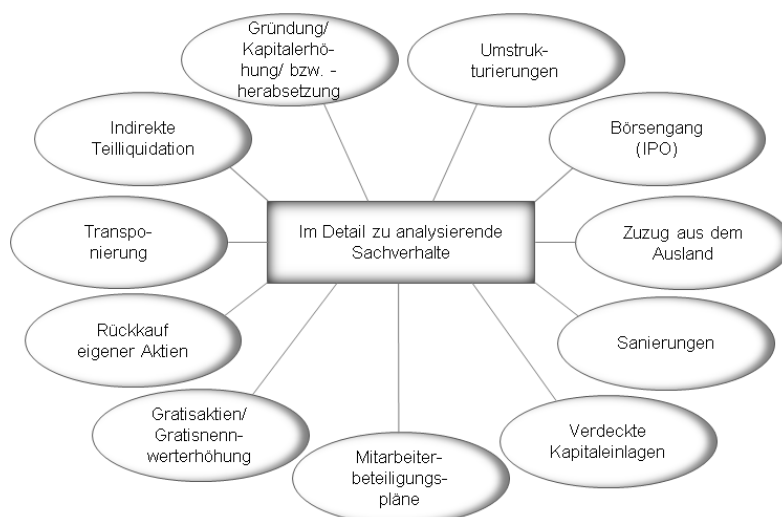 Gründung/
Kapitalerhö-
hung/ bzw. -
herabsetzung
Umstruk-
turierungen
Indirekte
Teilliquidation
Börsengang
(IPO)
Im Detail zu analysierende
Sachverhalte
Transpo-
nierung
Zuzug aus dem
Ausland
Rückkauf
eigener Aktien
Sanierungen
Gratisaktien/
Gratisnenn-
werterhöhung
Verdeckte
Kapitaleinlagen
Mitarbeiter-
beteiligungs-
pläne